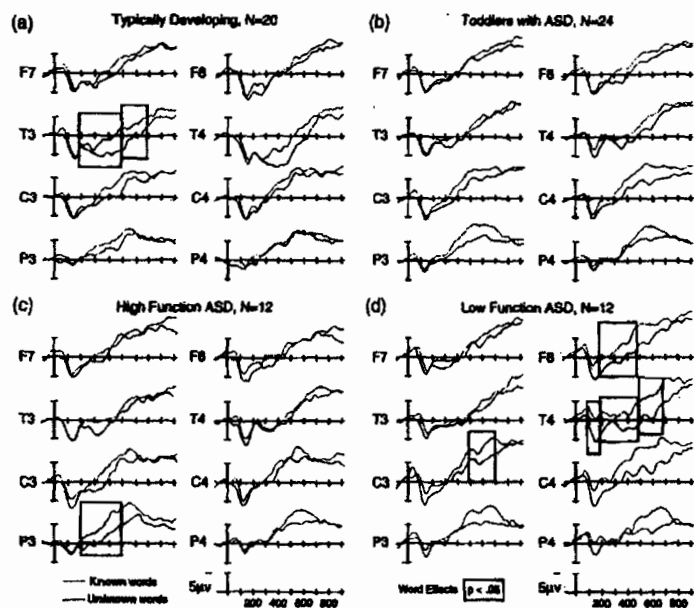 (a) Typically Developing, N=20
F7 F8
T3 T4
C3 C4
P3 P4
(b) Toddlers with ASD, N=24
F7 F8
T3 T4
C3 C4
P3 P4
(c) High Function ASD, N=12
F7 F8
T3 T4
C3 C4
P3 P4
Known words
Unknown words
5μv
200 400 600 800
(d) Low Function ASD, N=12
F7 F8
T3 T4
C3 C4
P3 P4
Word Effects p < .05
5μv
200 400 600 800